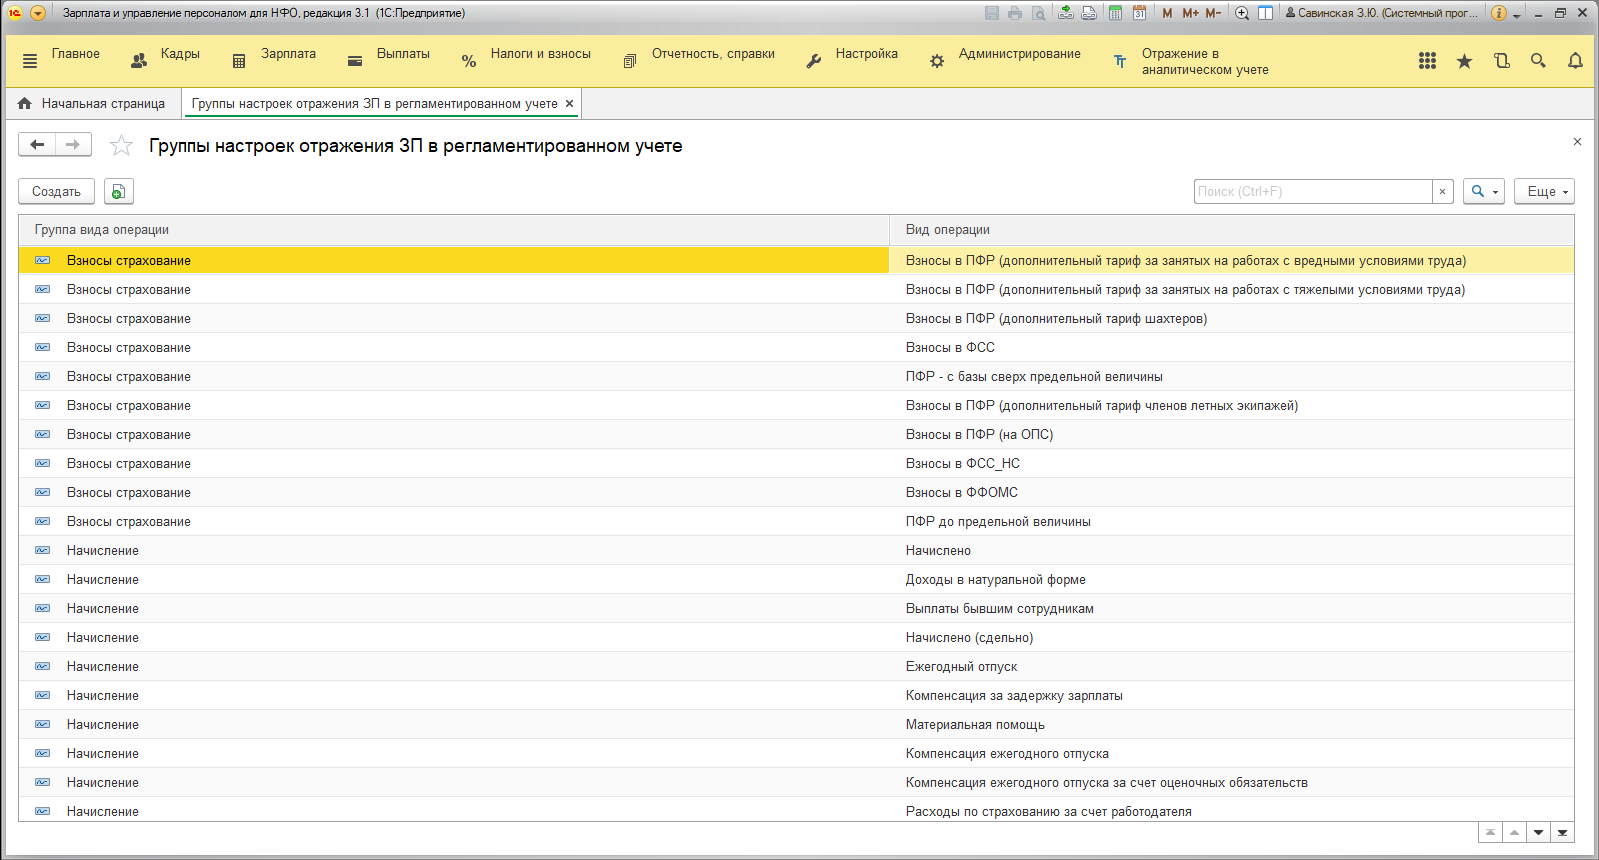 Зарплата и управление персоналом для НФО, редакция 3.1 (1С:Предприятие)
M M+ M-
Савинская З.Ю. (Системный прог...
Главное
Кадры
Зарплата
Выплаты
Налоги и взносы
Отчетность, справки
Настройка
Администрирование
Отражение в
аналитическом учете
Начальная страница
Группы настроек отражения ЗП в регламентированном учете
Группы настроек отражения ЗП в регламентированном учете
Создать
Поиск (Ctrl+F)
Еще
Группа вида операции Вид операции
Взносы страхование Взносы в ПФР (дополнительный тариф за занятых на работах с вредными условиями труда)
Взносы страхование Взносы в ПФР (дополнительный тариф за занятых на работах с тяжелыми условиями труда)
Взносы страхование Взносы в ПФР (дополнительный тариф шахтеров)
Взносы страхование Взносы в ФСС
Взносы страхование ПФР - с базы сверх предельной величины
Взносы страхование Взносы в ПФР (дополнительный тариф членов летных экипажей)
Взносы страхование Взносы в ПФР (на ОПС)
Взносы страхование Взносы в ФСС_НС
Взносы страхование Взносы в ФФОМС
Взносы страхование ПФР до предельной величины
Начисление Начислено
Начисление Доходы в натуральной форме
Начисление Выплаты бывшим сотрудникам
Начисление Начислено (сдельно)
Начисление Ежегодный отпуск
Начисление Компенсация за задержку зарплаты
Начисление Материальная помощь
Начисление Компенсация ежегодного отпуска
Начисление Компенсация ежегодного отпуска за счет оценочных обязательств
Начисление Расходы по страхованию за счет работодателя